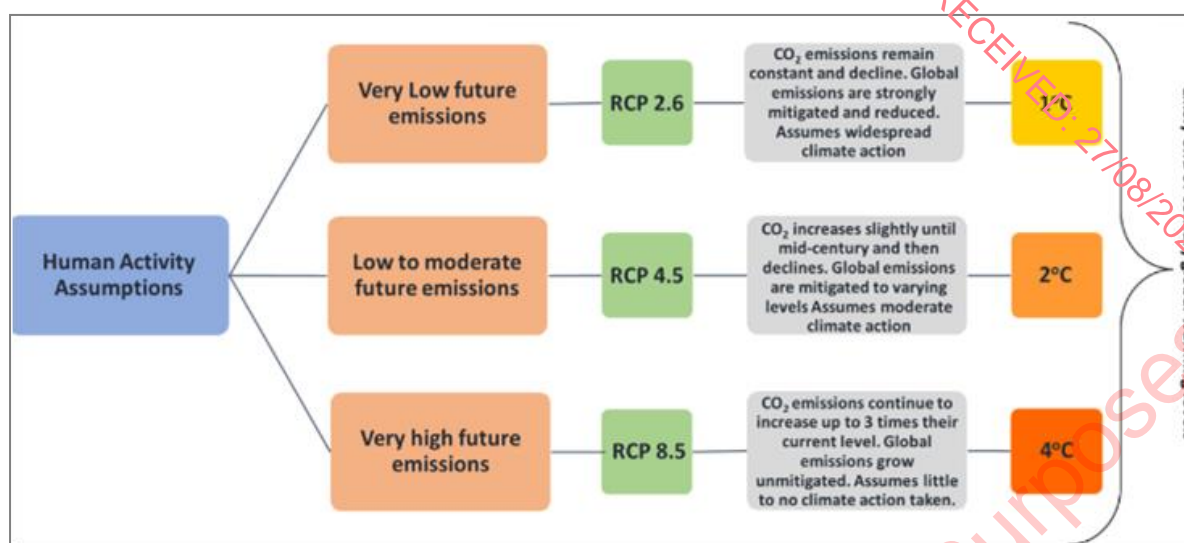 Human Activity
Assumptions
Very Low future
emissions
RCP 2.6
CO₂ emissions remain
constant and decline. Global
emissions are strongly
mitigated and reduced.
Assumes widespread
climate action
1°C
Low to moderate
future emissions
RCP 4.5
CO₂ increases slightly until
mid-century and then
declines. Global emissions
are mitigated to varying
levels Assumes moderate
climate action
2°C
Very high future
emissions
RCP 8.5
CO₂ emissions continue to
increase up to 3 times their
current level. Global
emissions grow
unmitigated. Assumes little
to no climate action taken.
4°C
RECEIVED: 27/08/202
urposes